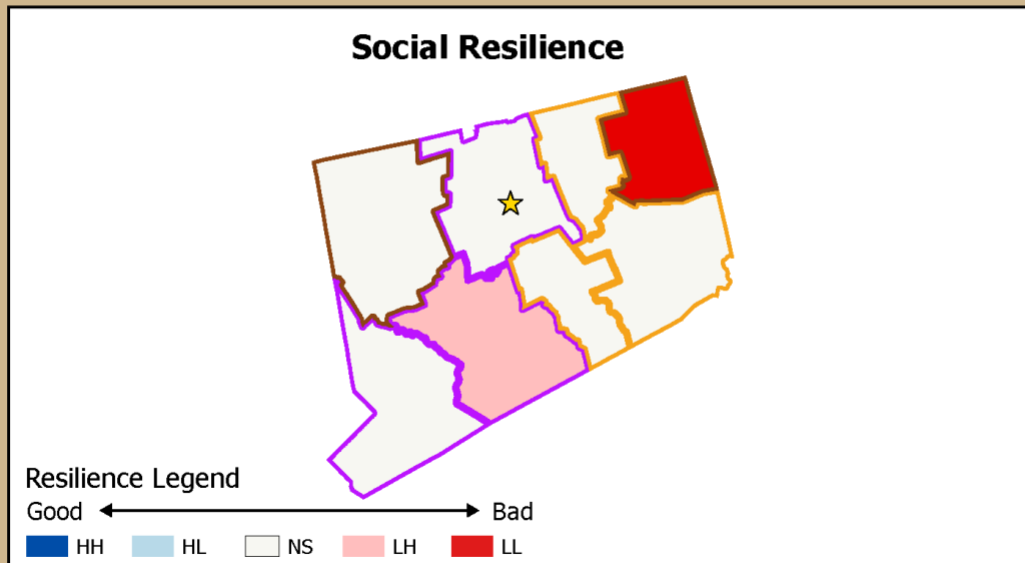 Social Resilience
Resilience Legend
Good Bad
HH HL NS LH LL